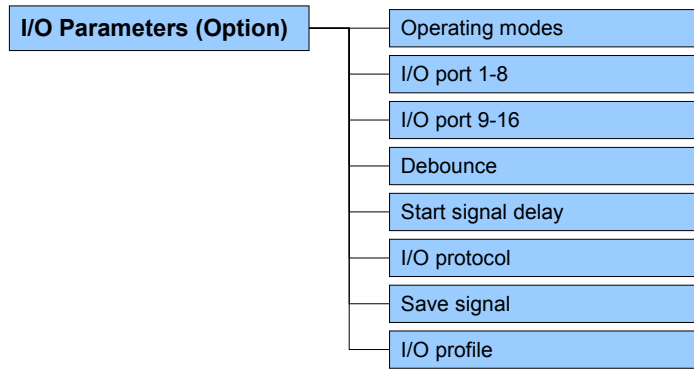 I/O Parameters (Option)
Operating modes
I/O port 1-8
I/O port 9-16
Debounce
Start signal delay
I/O protocol
Save signal
I/O profile